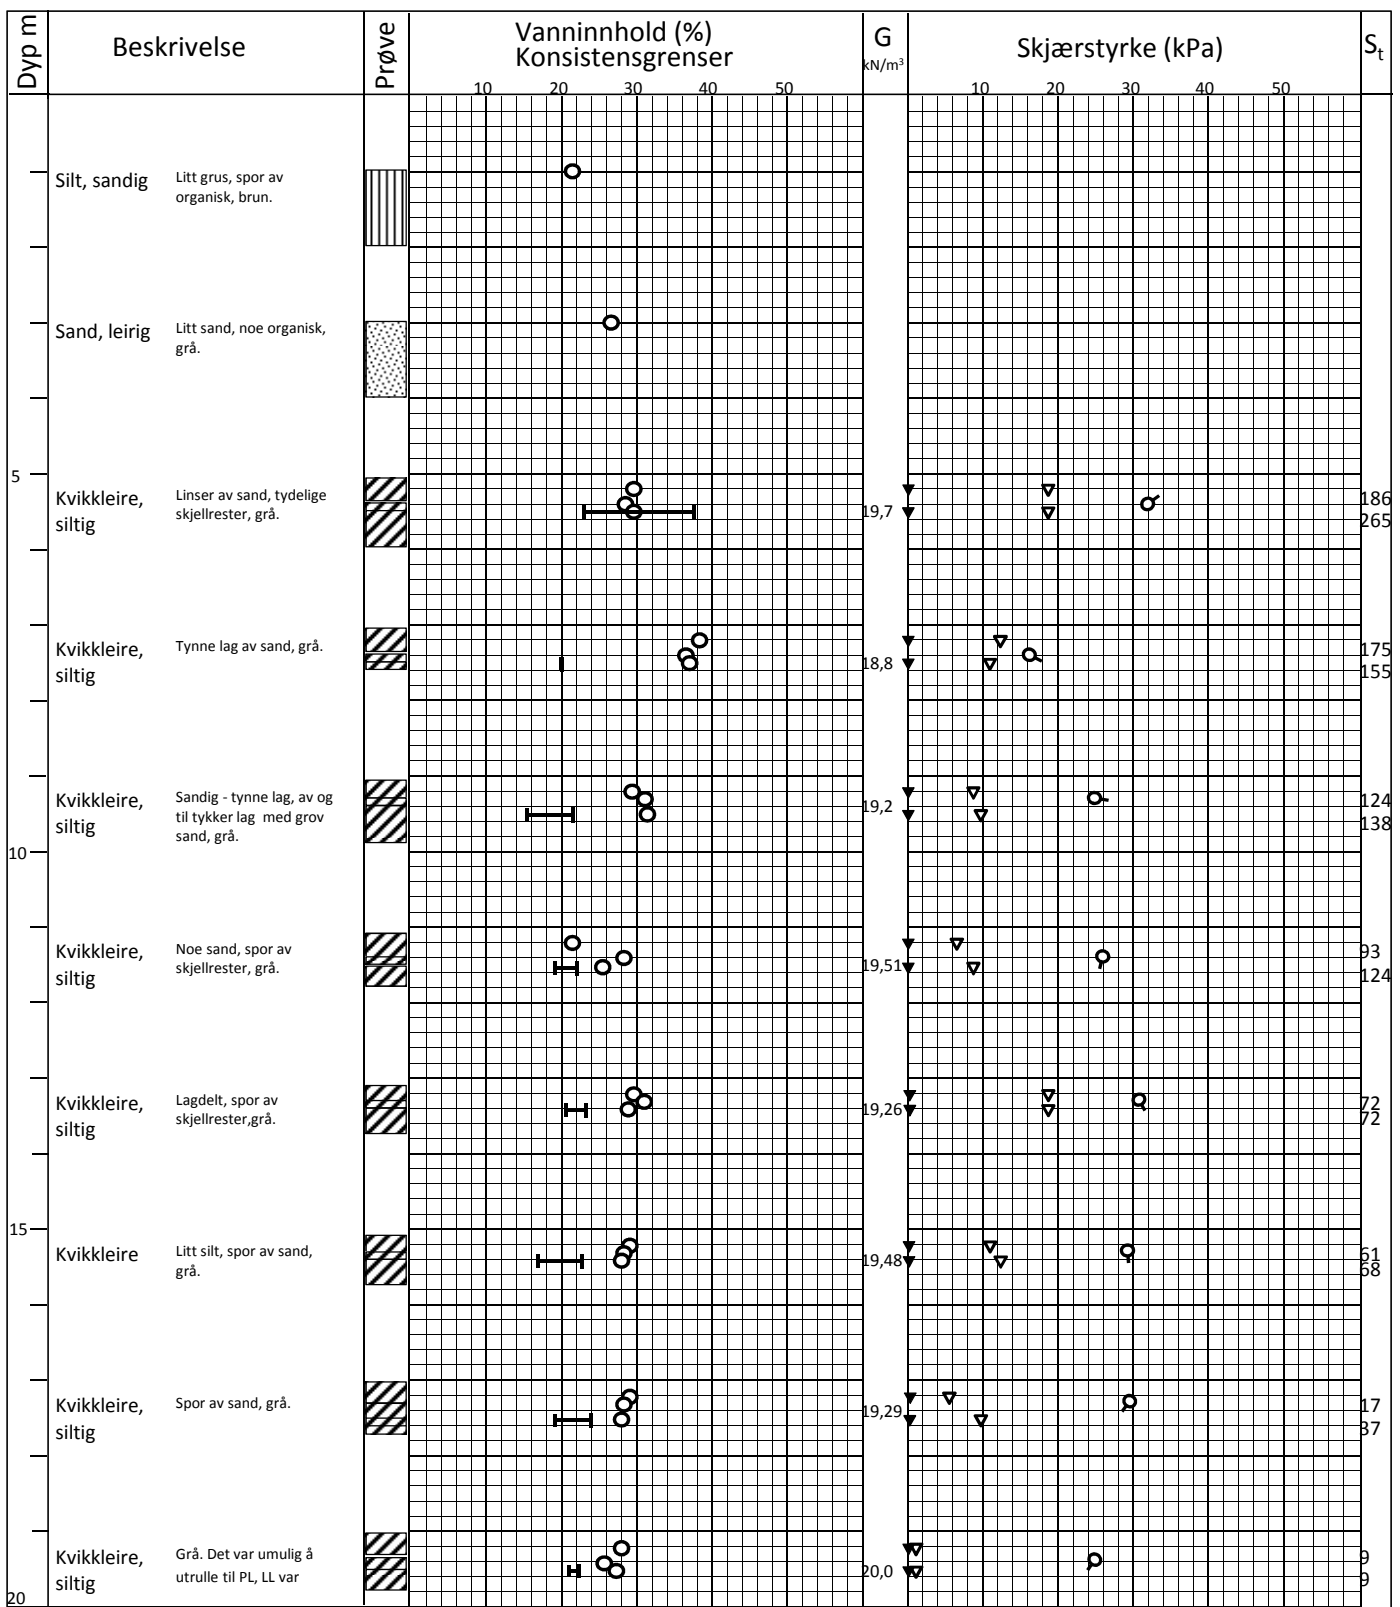 Dyp m
Beskrivelse
Prøve
Vanninnhold (%)
Konsistensgrenser
G
kN/m³
Skjærstyrke (kPa)
Sₜ
10 20 30 40 50
10 20 30 40 50
Silt, sandig
Litt grus, spor av
organisk, brun.
Sand, leirig
Litt sand, noe organisk,
grå.
5
Kvikkleire,
siltig
Linser av sand, tydelige
skjellrester, grå.
19,7
186
265
Kvikkleire,
siltig
Tynne lag av sand, grå.
18,8
175
155
Kvikkleire,
siltig
Sandig - tynne lag, av og
til tykker lag med grov
sand, grå.
19,2
124
138
10
Kvikkleire,
siltig
Noe sand, spor av
skjellrester, grå.
19,51
93
124
Kvikkleire,
siltig
Lagdelt, spor av
skjellrester,grå.
19,26
72
72
15
Kvikkleire
Litt silt, spor av sand,
grå.
19,48
61
68
Kvikkleire,
siltig
Spor av sand, grå.
19,29
17
37
Kvikkleire,
siltig
Grå. Det var umulig å
utrulle til PL, LL var
20,0
9
9
20